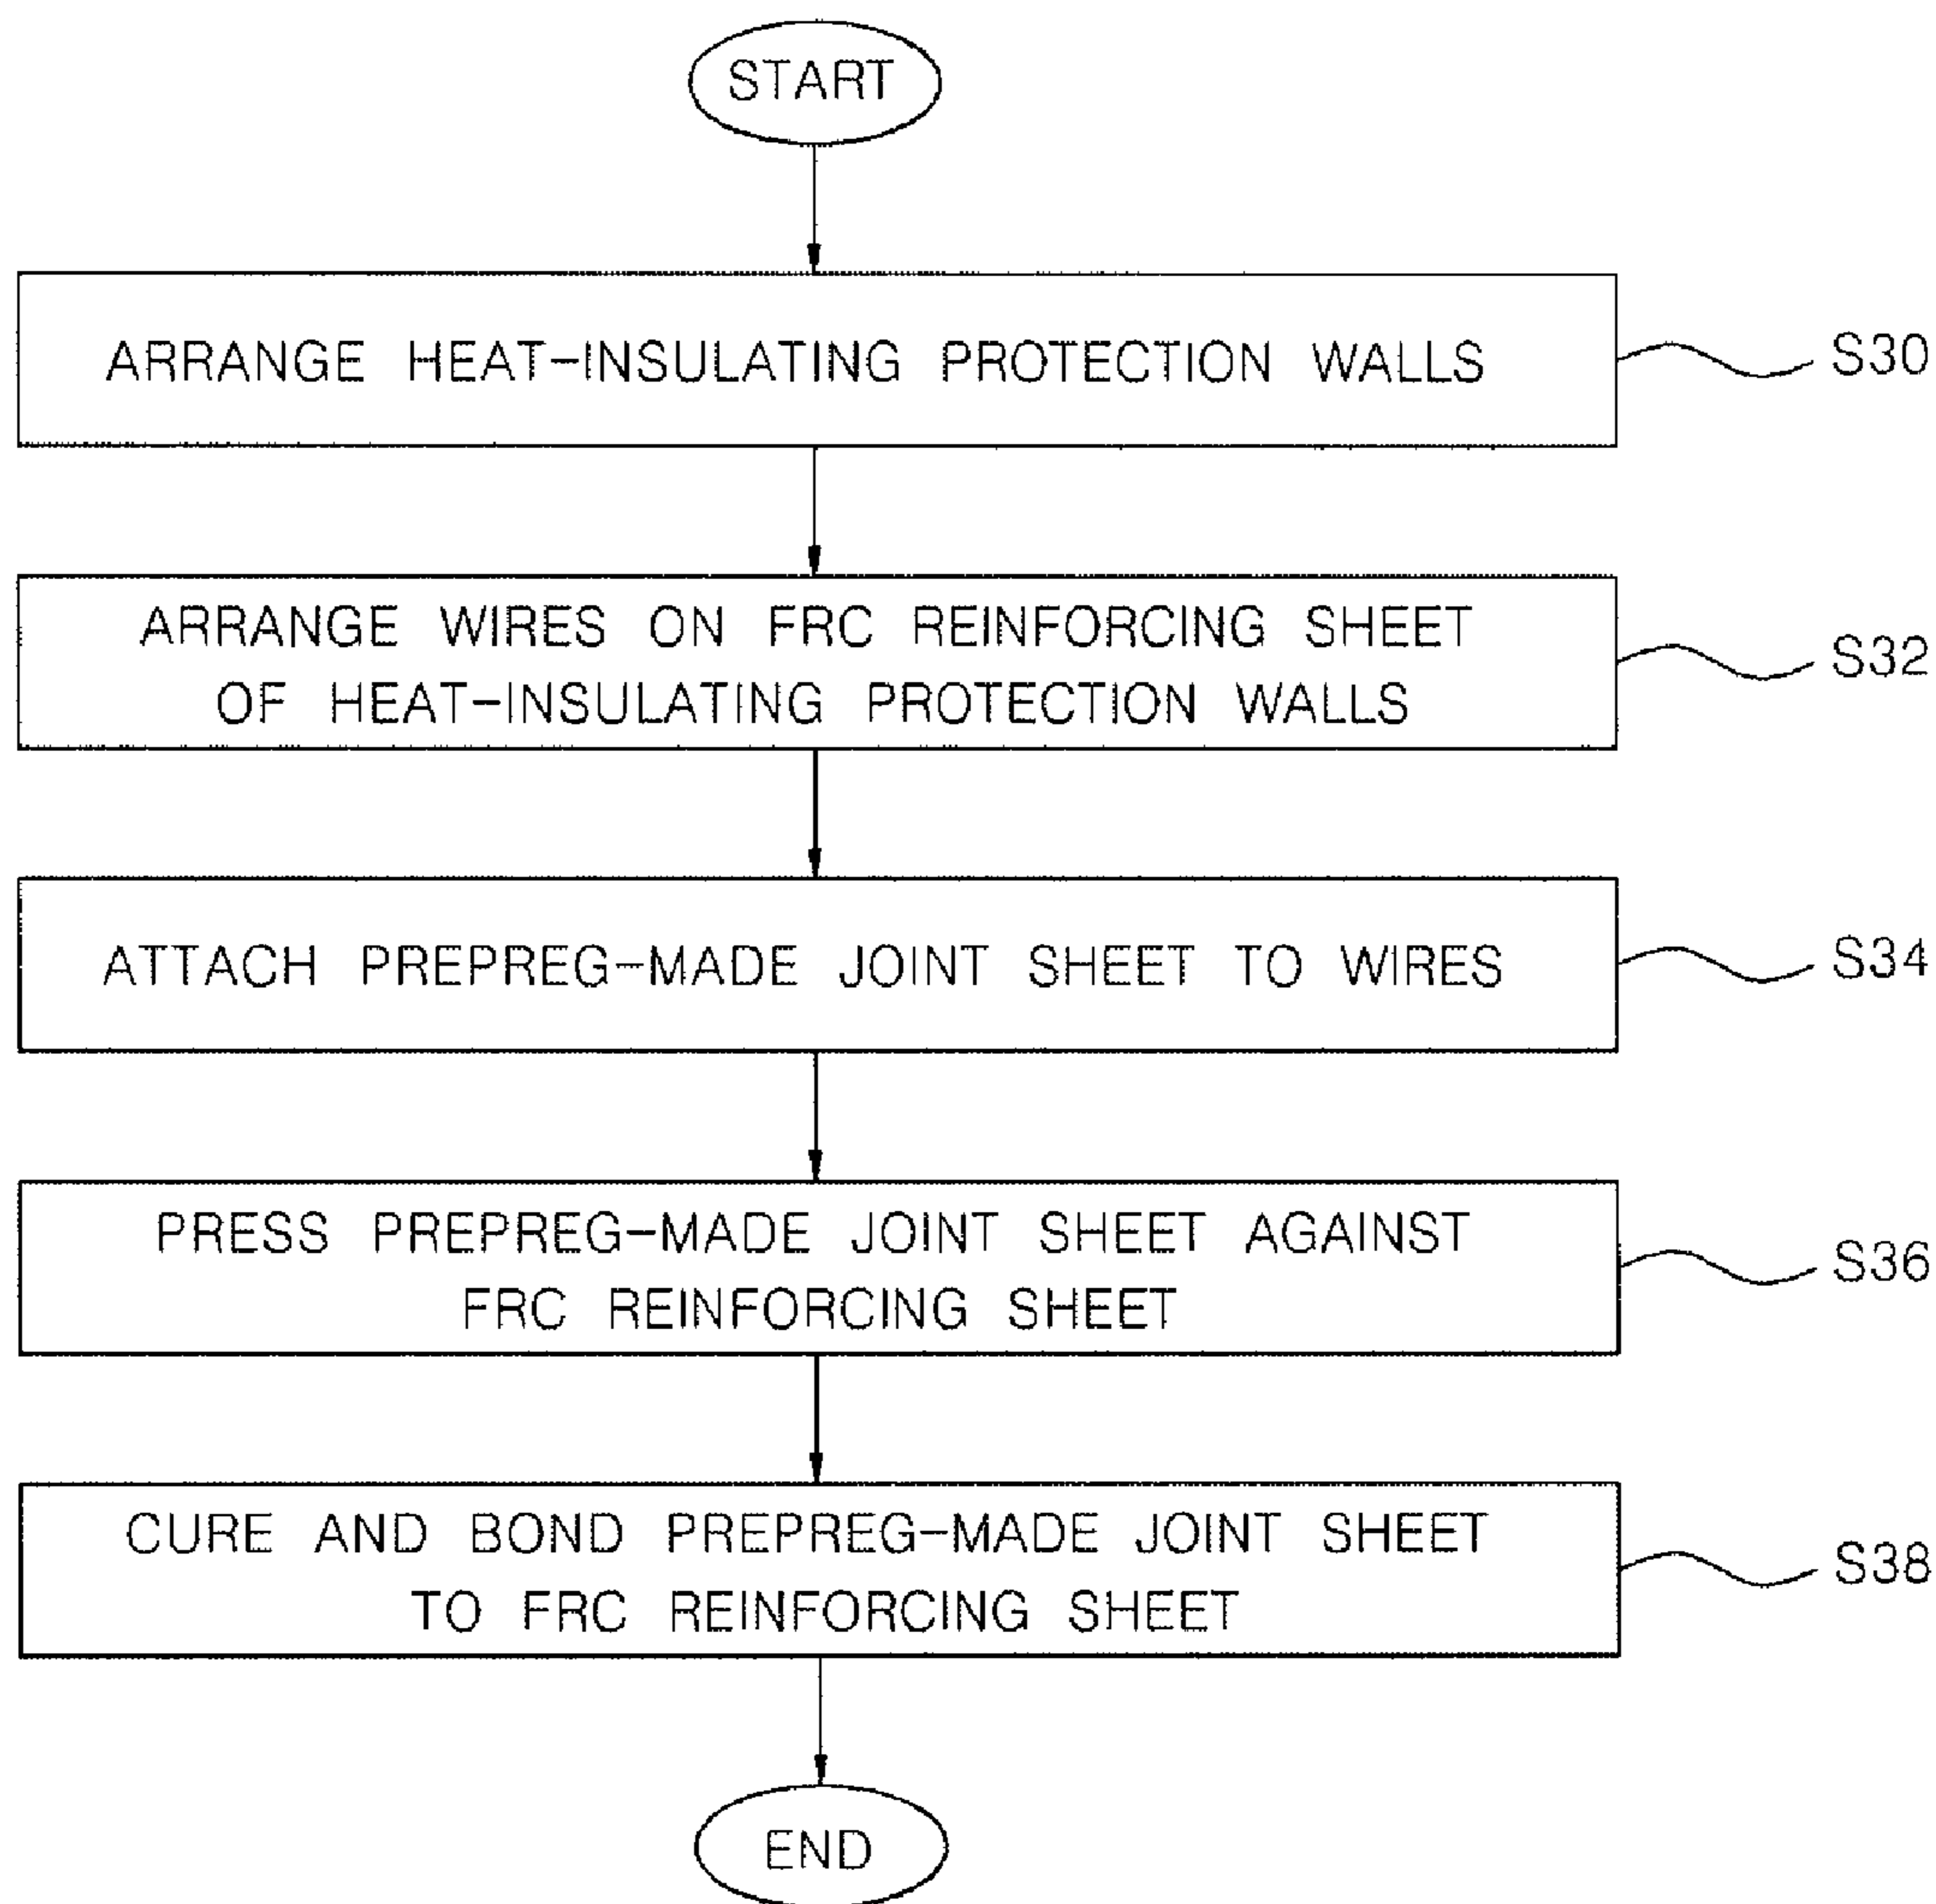 START
ARRANGE HEAT-INSULATING PROTECTION WALLS
S30
ARRANGE WIRES ON FRC REINFORCING SHEET
OF HEAT-INSULATING PROTECTION WALLS
S32
ATTACH PREPREG-MADE JOINT SHEET TO WIRES
S34
PRESS PREPREG-MADE JOINT SHEET AGAINST
FRC REINFORCING SHEET
S36
CURE AND BOND PREPREG-MADE JOINT SHEET
TO FRC REINFORCING SHEET
S38
END